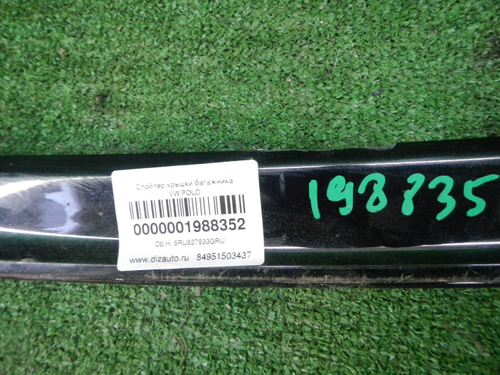 Спойлер крышки багажника
VW POLO
0000001988352
Ор.Н. 6RU827933GRU
www.dizauto.ru 84951503437
198835